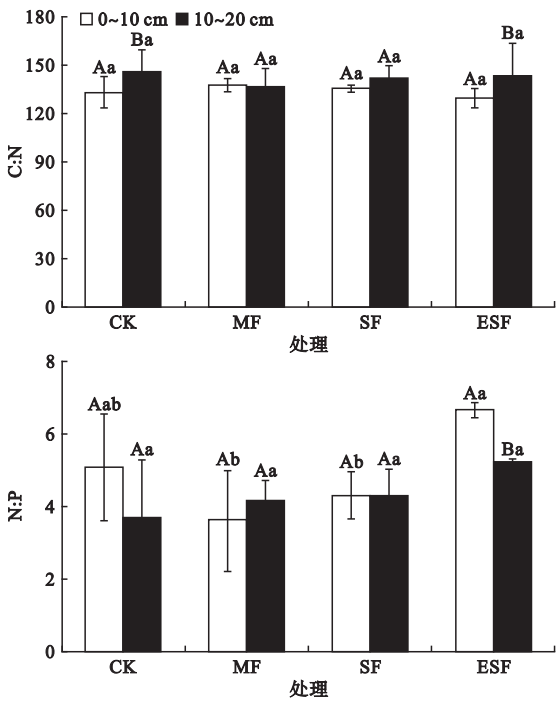 180
0~10 cm 10~20 cm
Ba
Ba
150
Aa
Aa
Aa
Aa
Aa
Aa
120
C:N
90
60
30
0
CK MF SF ESF
处理
8
Aab
Aa
Aa
6
Ab
Aa
Ab
Aa
Ba
N:P
4
2
0
CK MF SF ESF
处理